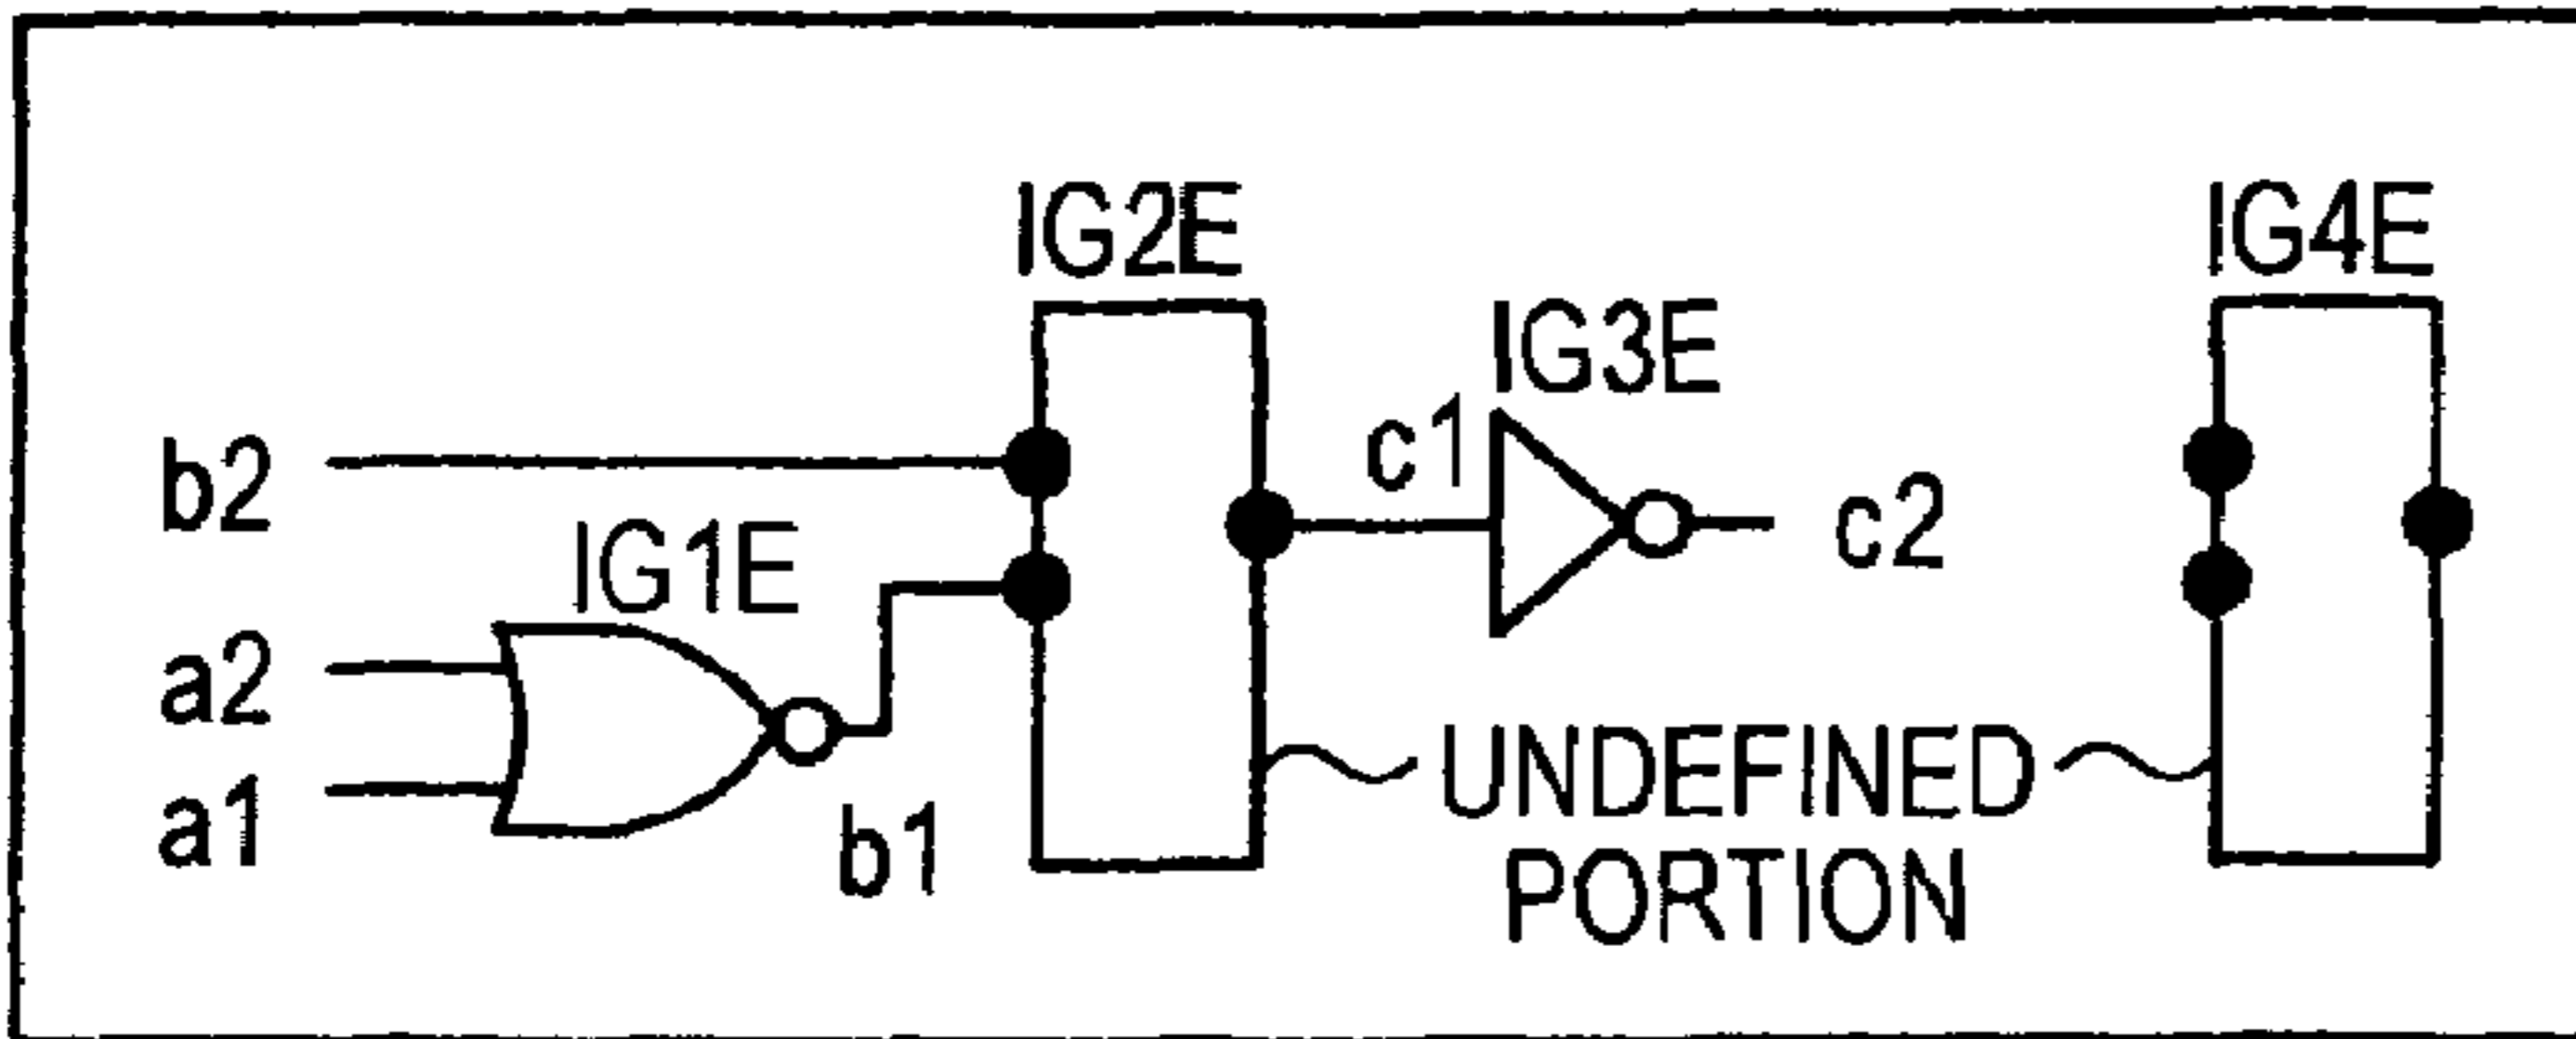 IG2E
IG4E
IG3E
b2
c1
c2
IG1E
a2
a1
b1
UNDEFINED
PORTION